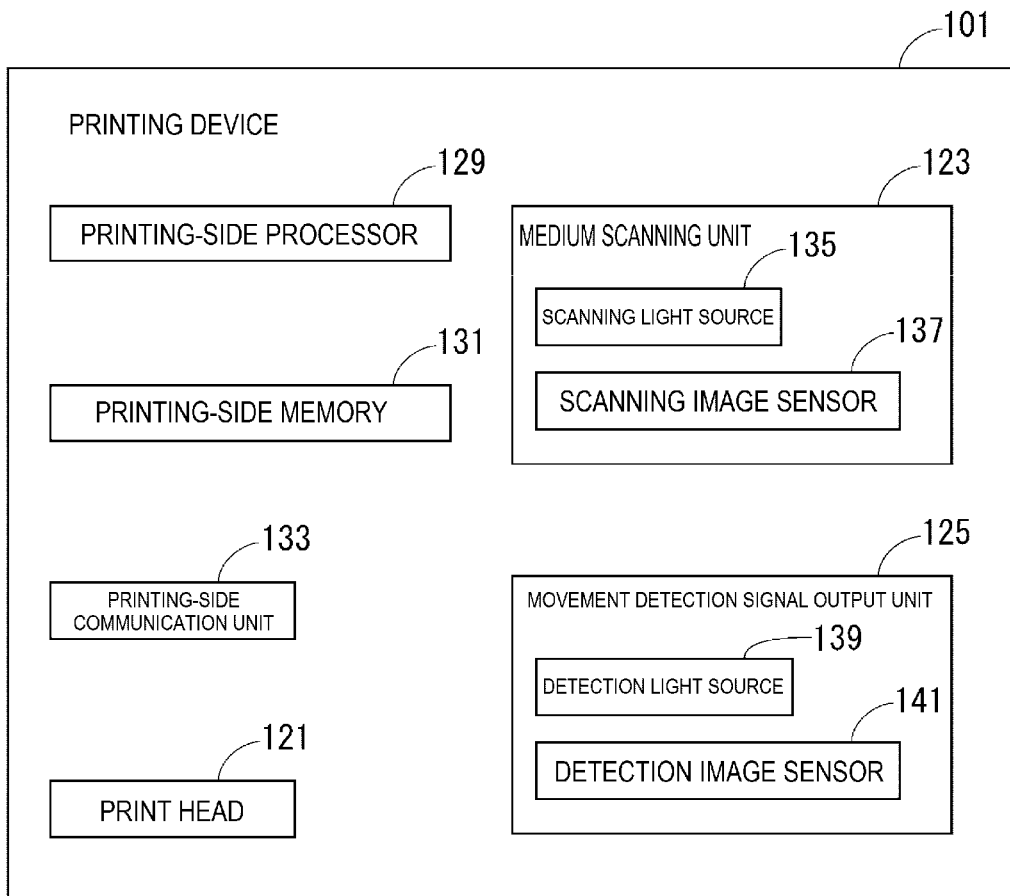 101
PRINTING DEVICE
129
PRINTING-SIDE PROCESSOR
131
PRINTING-SIDE MEMORY
133
PRINTING-SIDE
COMMUNICATION UNIT
121
PRINT HEAD
123
MEDIUM SCANNING UNIT
135
SCANNING LIGHT SOURCE
137
SCANNING IMAGE SENSOR
125
MOVEMENT DETECTION SIGNAL OUTPUT UNIT
139
DETECTION LIGHT SOURCE
141
DETECTION IMAGE SENSOR